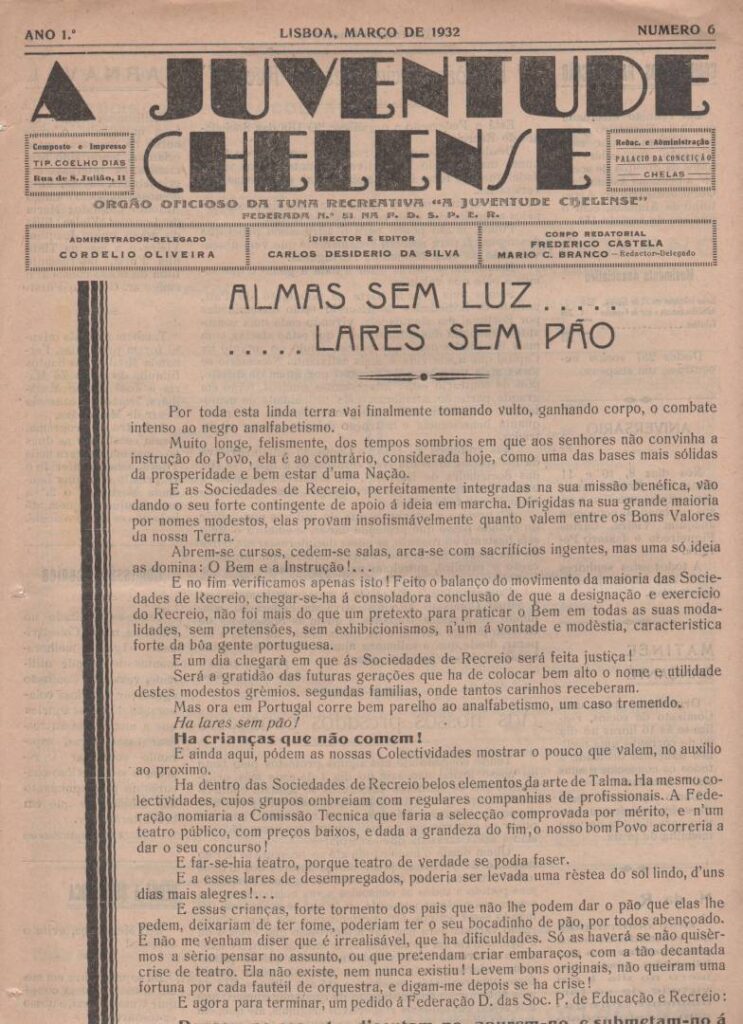 ANO 1.º
LISBOA, MARÇO DE 1932
NUMERO 6
A JUVENTUDE
CHELENSE
Composto e Impresso
TIP. COELHO DIAS
Rua de S. Julião, 11
Redac. e Administração
PALACIO DA CONCEIÇÃO
CHELAS
ORGÃO OFICIOSO DA TUNA RECREATIVA "A JUVENTUDE CHELENSE"
FEDERADA N.º 51 NA F. D. S. P. E. R.
ADMINISTRADOR-DELEGADO
CORDELIO OLIVEIRA
DIRECTOR E EDITOR
CARLOS DESIDERIO DA SILVA
CORPO REDATORIAL
FREDERICO CASTELA
MARIO C. BRANCO — Redactor-Delegado
ALMAS SEM LUZ .....
..... LARES SEM PÃO
Por toda esta linda terra vai finalmente tomando vulto, ganhando corpo, o combate
intenso ao negro analfabetismo.
Muito longe, felismente, dos tempos sombrios em que aos senhores não convinha a
instrução do Povo, ela é ao contrário, considerada hoje, como uma das bases mais sólidas
da prosperidade e bem estar d'uma Nação.
E as Sociedades de Recreio, perfeitamente integradas na sua missão benéfica, vão
dando o seu forte contingente de apoio á ideia em marcha. Dirigidas na sua grande maioria
por nomes modestos, elas provam insofismávelmente quanto valem entre os Bons Valores
da nossa Terra.
Abrem-se cursos, cedem-se salas, arca-se com sacrifícios ingentes, mas uma só ideia
as domina: O Bem e a Instrução!...
E no fim verificamos apenas isto! Feito o balanço do movimento da maioria das Socie-
dades de Recreio, chegar-se-ha á consoladora conclusão de que a designação e exercicio
do Recreio, não foi mais do que um pretexto para praticar o Bem em todas as suas moda-
lidades, sem pretensões, sem exhibicionismos, n'um á vontade e modèstia, caracteristica
forte da bôa gente portuguesa.
E um dia chegará em que ás Sociedades de Recreio será feita justiça!
Será a gratidão das futuras gerações que ha de colocar bem alto o nome e utilidade
destes modestos grèmios. segundas familias, onde tantos carinhos receberam.
Mas ora em Portugal corre bem parelho ao analfabetismo, um caso tremendo.
Ha lares sem pão!
Ha crianças que não comem!
E ainda aqui, pódem as nossas Colectividades mostrar o pouco que valem, no auxilio
ao proximo.
Ha dentro das Sociedades de Recreio belos elementos da arte de Talma. Ha mesmo co-
lectividades, cujos grupos ombreiam com regulares companhias de profissionais. A Fede-
ração nomiaria a Comissão Tecnica que faria a selecção comprovada por mérito, e n'um
teatro público, com preços baixos, e dada a grandeza do fim, o nosso bom Povo acorreria a
dar o seu concurso!
E far-se-hia teatro, porque teatro de verdade se podia faser.
E a esses lares de desempregados, poderia ser levada uma rèstea do sol lindo, d'uns
dias mais alegres!...
E essas crianças, forte tormento dos pais que não lhe podem dar o pão que elas lhe
pedem, deixariam de ter fome, poderiam ter o seu bocadinho de pão, por todos abençoado.
E não me venham diser que é irrealisável, que ha dificuldades. Só as haverá se não quisèr-
mos a sèrio pensar no assunto, ou que pretendam criar embaraços, com a tão decantada
crise de teatro. Ela não existe, nem nunca existiu! Levem bons originais, não queiram uma
fortuna por cada fauteil de orquestra, e digam-me depois se ha crise!
E agora para terminar, um pedido á Federação D. das Soc. P. de Educação e Recreio: